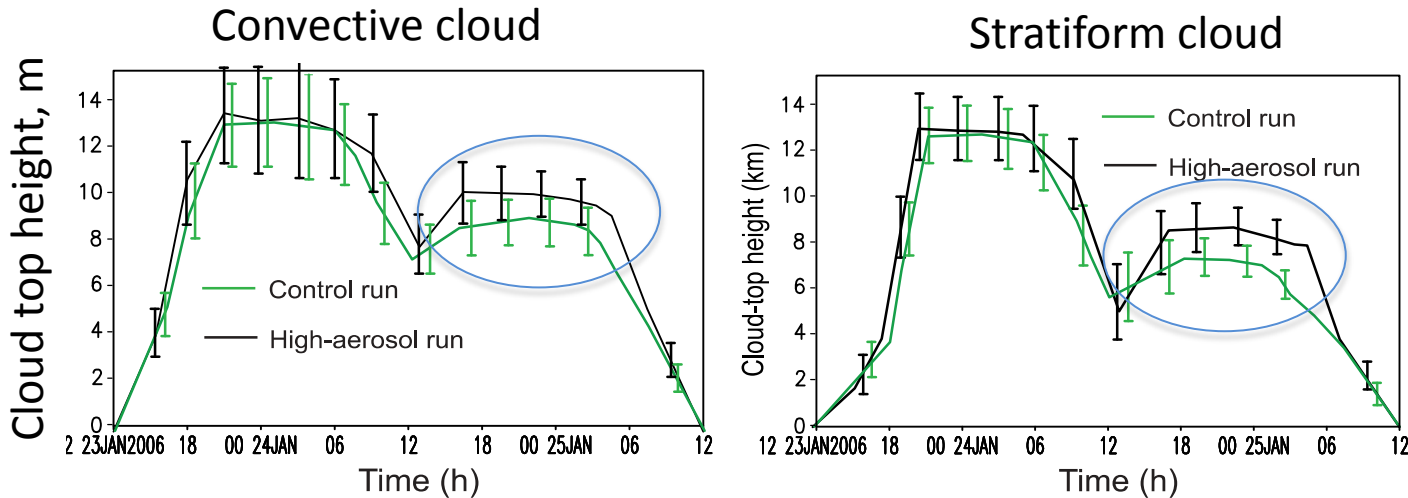 Convective cloud
Cloud top height, m
14
12
10
8
6
4
2
0
Control run
High-aerosol run
12 23JAN2006 18 00 24JAN 06 12 18 00 25JAN 06 12
Time (h)
Stratiform cloud
Cloud-top height (km)
14
12
10
8
6
4
2
0
Control run
High-aerosol run
12 23JAN2006 18 00 24JAN 06 12 18 00 25JAN 06 12
Time (h)